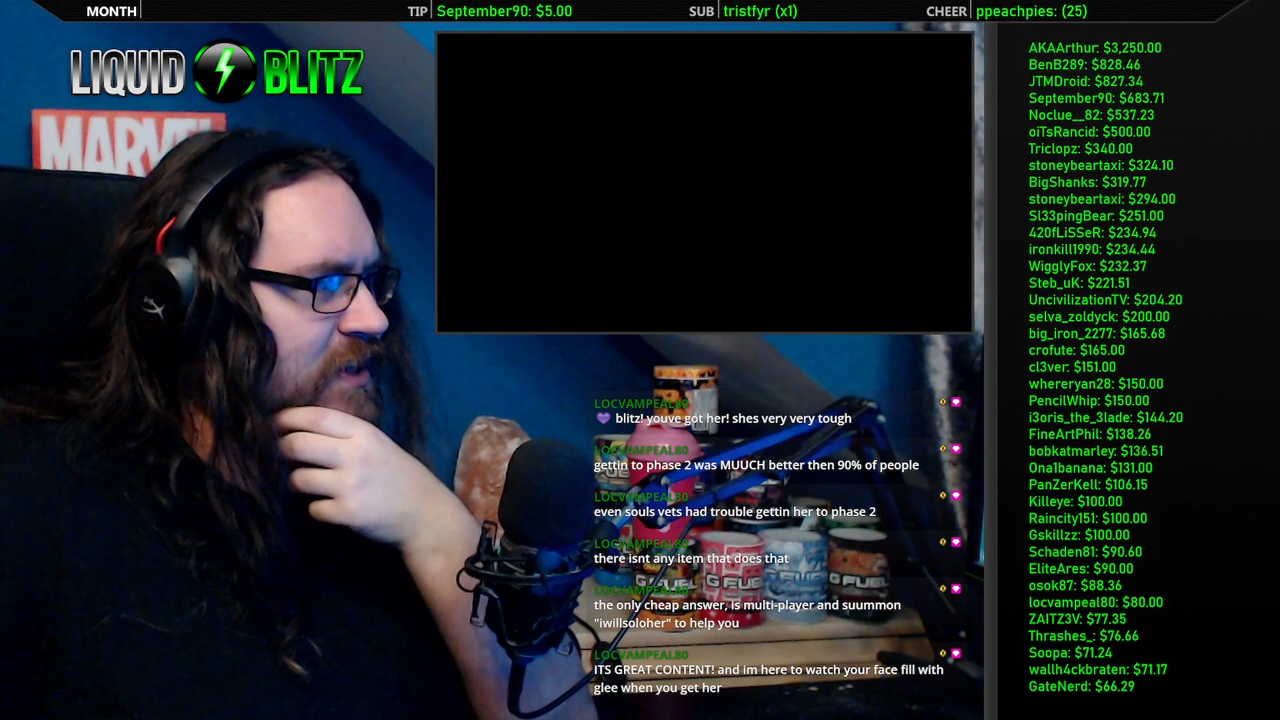 MONTH
TIP September90: $5.00
SUB tristfyr (x1)
CHEER ppeachpies: (25)
LIQUID BLITZ
MARVEL
LOCVAMPEAL80
💜 blitz! youve got her! shes very very tough
LOCVAMPEAL80
gettin to phase 2 was MUUCH better then 90% of people
LOCVAMPEAL80
even souls vets had trouble gettin her to phase 2
LOCVAMPEAL80
there isnt any item that does that
LOCVAMPEAL80
the only cheap answer, is multi-player and suummon
"iwillsoloher" to help you
LOCVAMPEAL80
ITS GREAT CONTENT! and im here to watch your face fill with
glee when you get her
G FUEL
G FUEL
G FUEL
G FUEL
AKAArthur: $3,250.00
BenB289: $828.46
JTMDroid: $827.34
September90: $683.71
Noclue__82: $537.23
oiTsRancid: $500.00
Triclopz: $340.00
stoneybeartaxi: $324.10
BigShanks: $319.77
stoneybeartaxi: $294.00
Sl33pingBear: $251.00
420fLiSSeR: $234.94
ironkill1990: $234.44
WigglyFox: $232.37
Steb_uK: $221.51
UncivilizationTV: $204.20
selva_zoldyck: $200.00
big_iron_2277: $165.68
crofute: $165.00
cl3ver: $151.00
whereryan28: $150.00
PencilWhip: $150.00
i3oris_the_3lade: $144.20
FineArtPhil: $138.26
bobkatmarley: $136.51
Ona1banana: $131.00
PanZerKell: $106.15
Killeye: $100.00
Raincity151: $100.00
Gskillzz: $100.00
Schaden81: $90.60
EliteAres: $90.00
osok87: $88.36
locvampeal80: $80.00
ZAITZ3V: $77.35
Thrashes_: $76.66
Soopa: $71.24
wallh4ckbraten: $71.17
GateNerd: $66.29